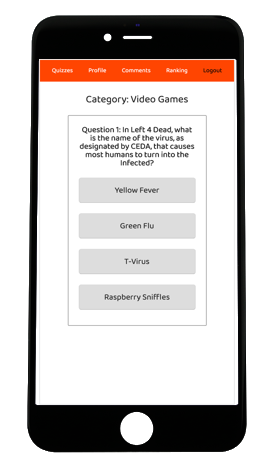 Quizzes Profile Comments Ranking Logout
Category: Video Games
Question 1: In Left 4 Dead, what
is the name of the virus, as
designated by CEDA, that causes
most humans to turn into the
Infected?
Yellow Fever
Green Flu
T-Virus
Raspberry Sniffles